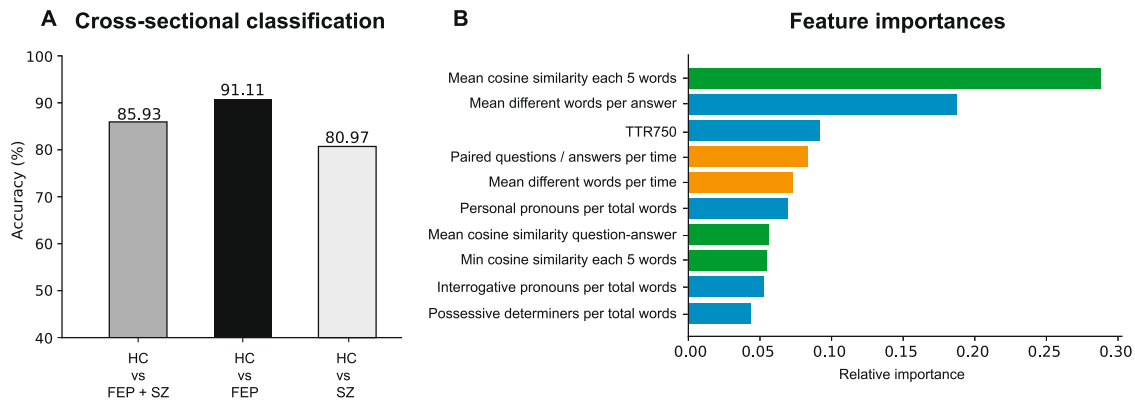 A Cross-sectional classification
100
90
80
70
60
50
40
Accuracy (%)
85.93
91.11
80.97
HC
vs
FEP + SZ
HC
vs
FEP
HC
vs
SZ
B Feature importances
Mean cosine similarity each 5 words
Mean different words per answer
TTR750
Paired questions / answers per time
Mean different words per time
Personal pronouns per total words
Mean cosine similarity question-answer
Min cosine similarity each 5 words
Interrogative pronouns per total words
Possessive determiners per total words
0.00 0.05 0.10 0.15 0.20 0.25 0.30
Relative importance